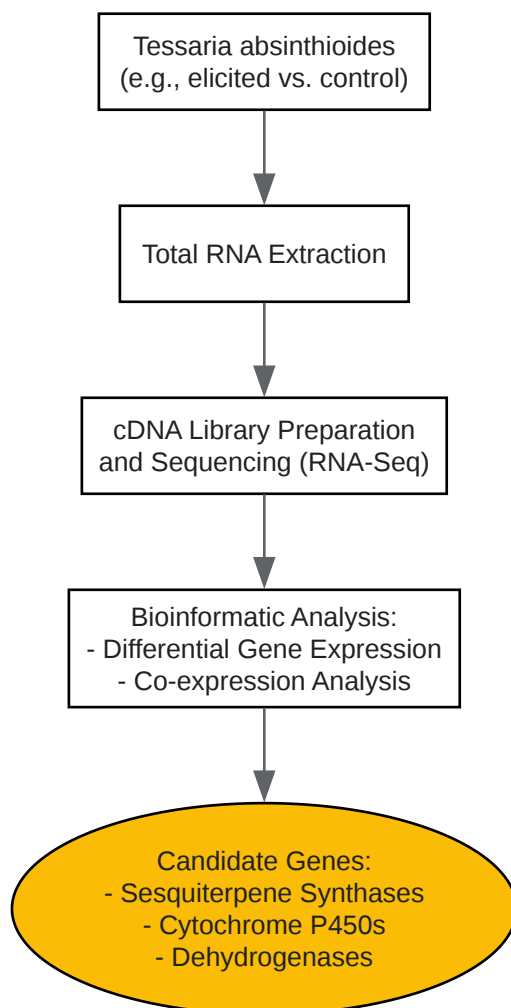 Tessaria absinthioides
(e.g., elicited vs. control)
Total RNA Extraction
cDNA Library Preparation
and Sequencing (RNA-Seq)
Bioinformatic Analysis:
- Differential Gene Expression
- Co-expression Analysis
Candidate Genes:
- Sesquiterpene Synthases
- Cytochrome P450s
- Dehydrogenases